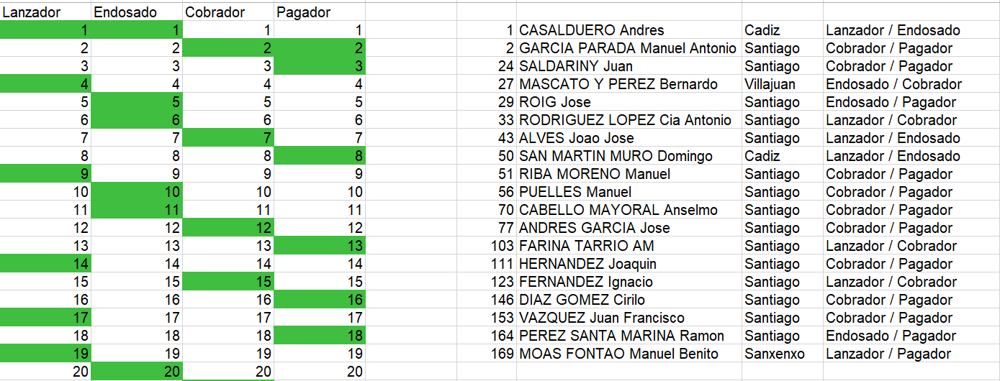 Lanzador Endosado Cobrador Pagador
1 1 1 1 1 CASALDUERO Andres Cadiz Lanzador / Endosado
2 2 2 2 2 GARCIA PARADA Manuel Antonio Santiago Cobrador / Pagador
3 3 3 3 24 SALDARINY Juan Santiago Cobrador / Pagador
4 4 4 4 27 MASCATO Y PEREZ Bernardo Villajuan Endosado / Cobrador
5 5 5 5 29 ROIG Jose Santiago Endosado / Pagador
6 6 6 6 33 RODRIGUEZ LOPEZ Cia Antonio Santiago Lanzador / Cobrador
7 7 7 7 43 ALVES Joao Jose Santiago Lanzador / Endosado
8 8 8 8 50 SAN MARTIN MURO Domingo Cadiz Lanzador / Endosado
9 9 9 9 51 RIBA MORENO Manuel Santiago Cobrador / Pagador
10 10 10 10 56 PUELLES Manuel Santiago Cobrador / Pagador
11 11 11 11 70 CABELLO MAYORAL Anselmo Santiago Cobrador / Pagador
12 12 12 12 77 ANDRES GARCIA Jose Santiago Cobrador / Pagador
13 13 13 13 103 FARINA TARRIO AM Santiago Lanzador / Cobrador
14 14 14 14 111 HERNANDEZ Joaquin Santiago Cobrador / Pagador
15 15 15 15 123 FERNANDEZ Ignacio Santiago Lanzador / Cobrador
16 16 16 16 146 DIAZ GOMEZ Cirilo Santiago Cobrador / Pagador
17 17 17 17 153 VAZQUEZ Juan Francisco Santiago Cobrador / Pagador
18 18 18 18 164 PEREZ SANTA MARINA Ramon Santiago Endosado / Pagador
19 19 19 19 169 MOAS FONTAO Manuel Benito Sanxenxo Lanzador / Pagador
20 20 20 20